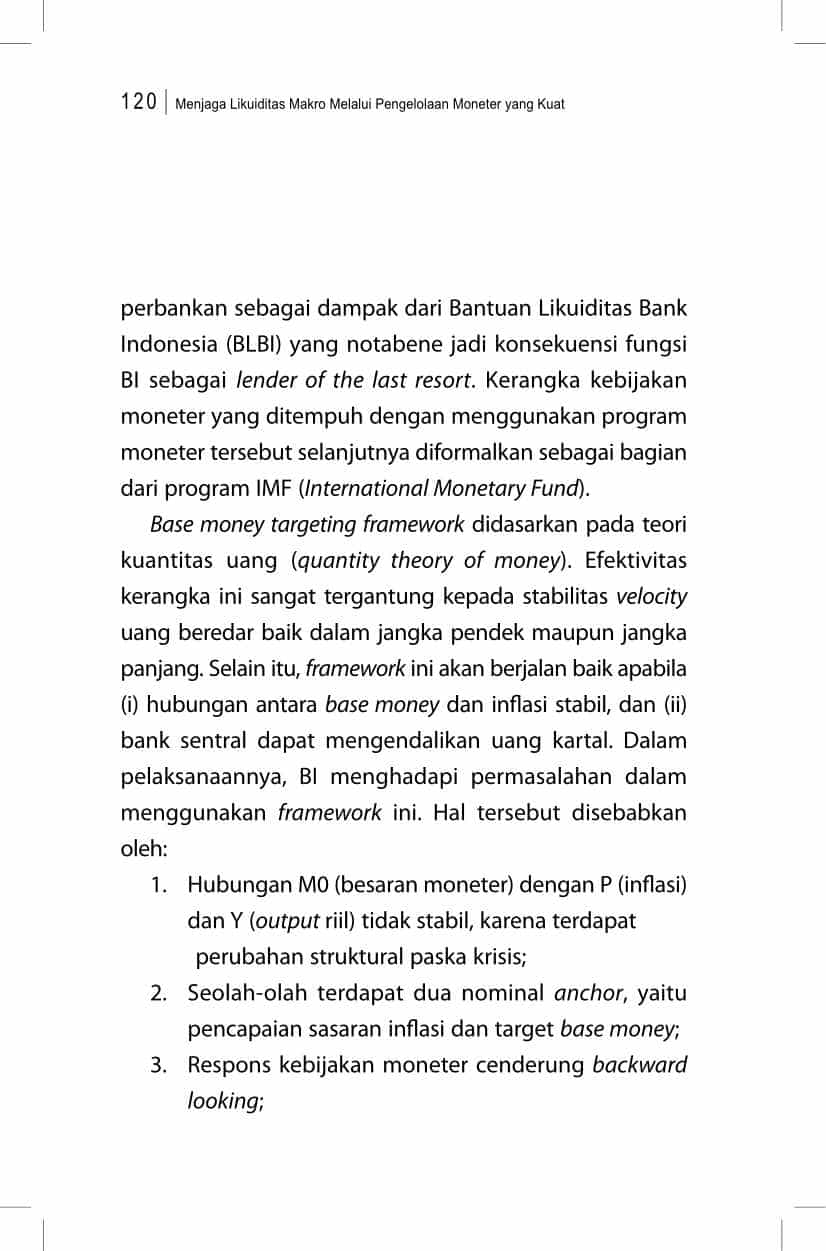 120 | Menjaga Likuiditas Makro Melalui Pengelolaan Moneter yang Kuat
perbankan sebagai dampak dari Bantuan Likuiditas Bank
Indonesia (BLBI) yang notabene jadi konsekuensi fungsi
BI sebagai lender of the last resort. Kerangka kebijakan
moneter yang ditempuh dengan menggunakan program
moneter tersebut selanjutnya diformalkan sebagai bagian
dari program IMF (International Monetary Fund).
Base money targeting framework didasarkan pada teori
kuantitas uang (quantity theory of money). Efektivitas
kerangka ini sangat tergantung kepada stabilitas velocity
uang beredar baik dalam jangka pendek maupun jangka
panjang. Selain itu, framework ini akan berjalan baik apabila
(i) hubungan antara base money dan inflasi stabil, dan (ii)
bank sentral dapat mengendalikan uang kartal. Dalam
pelaksanaannya, BI menghadapi permasalahan dalam
menggunakan framework ini. Hal tersebut disebabkan
oleh:
1. Hubungan M0 (besaran moneter) dengan P (inflasi)
dan Y (output riil) tidak stabil, karena terdapat
perubahan struktural paska krisis;
2. Seolah-olah terdapat dua nominal anchor, yaitu
pencapaian sasaran inflasi dan target base money;
3. Respons kebijakan moneter cenderung backward
looking;